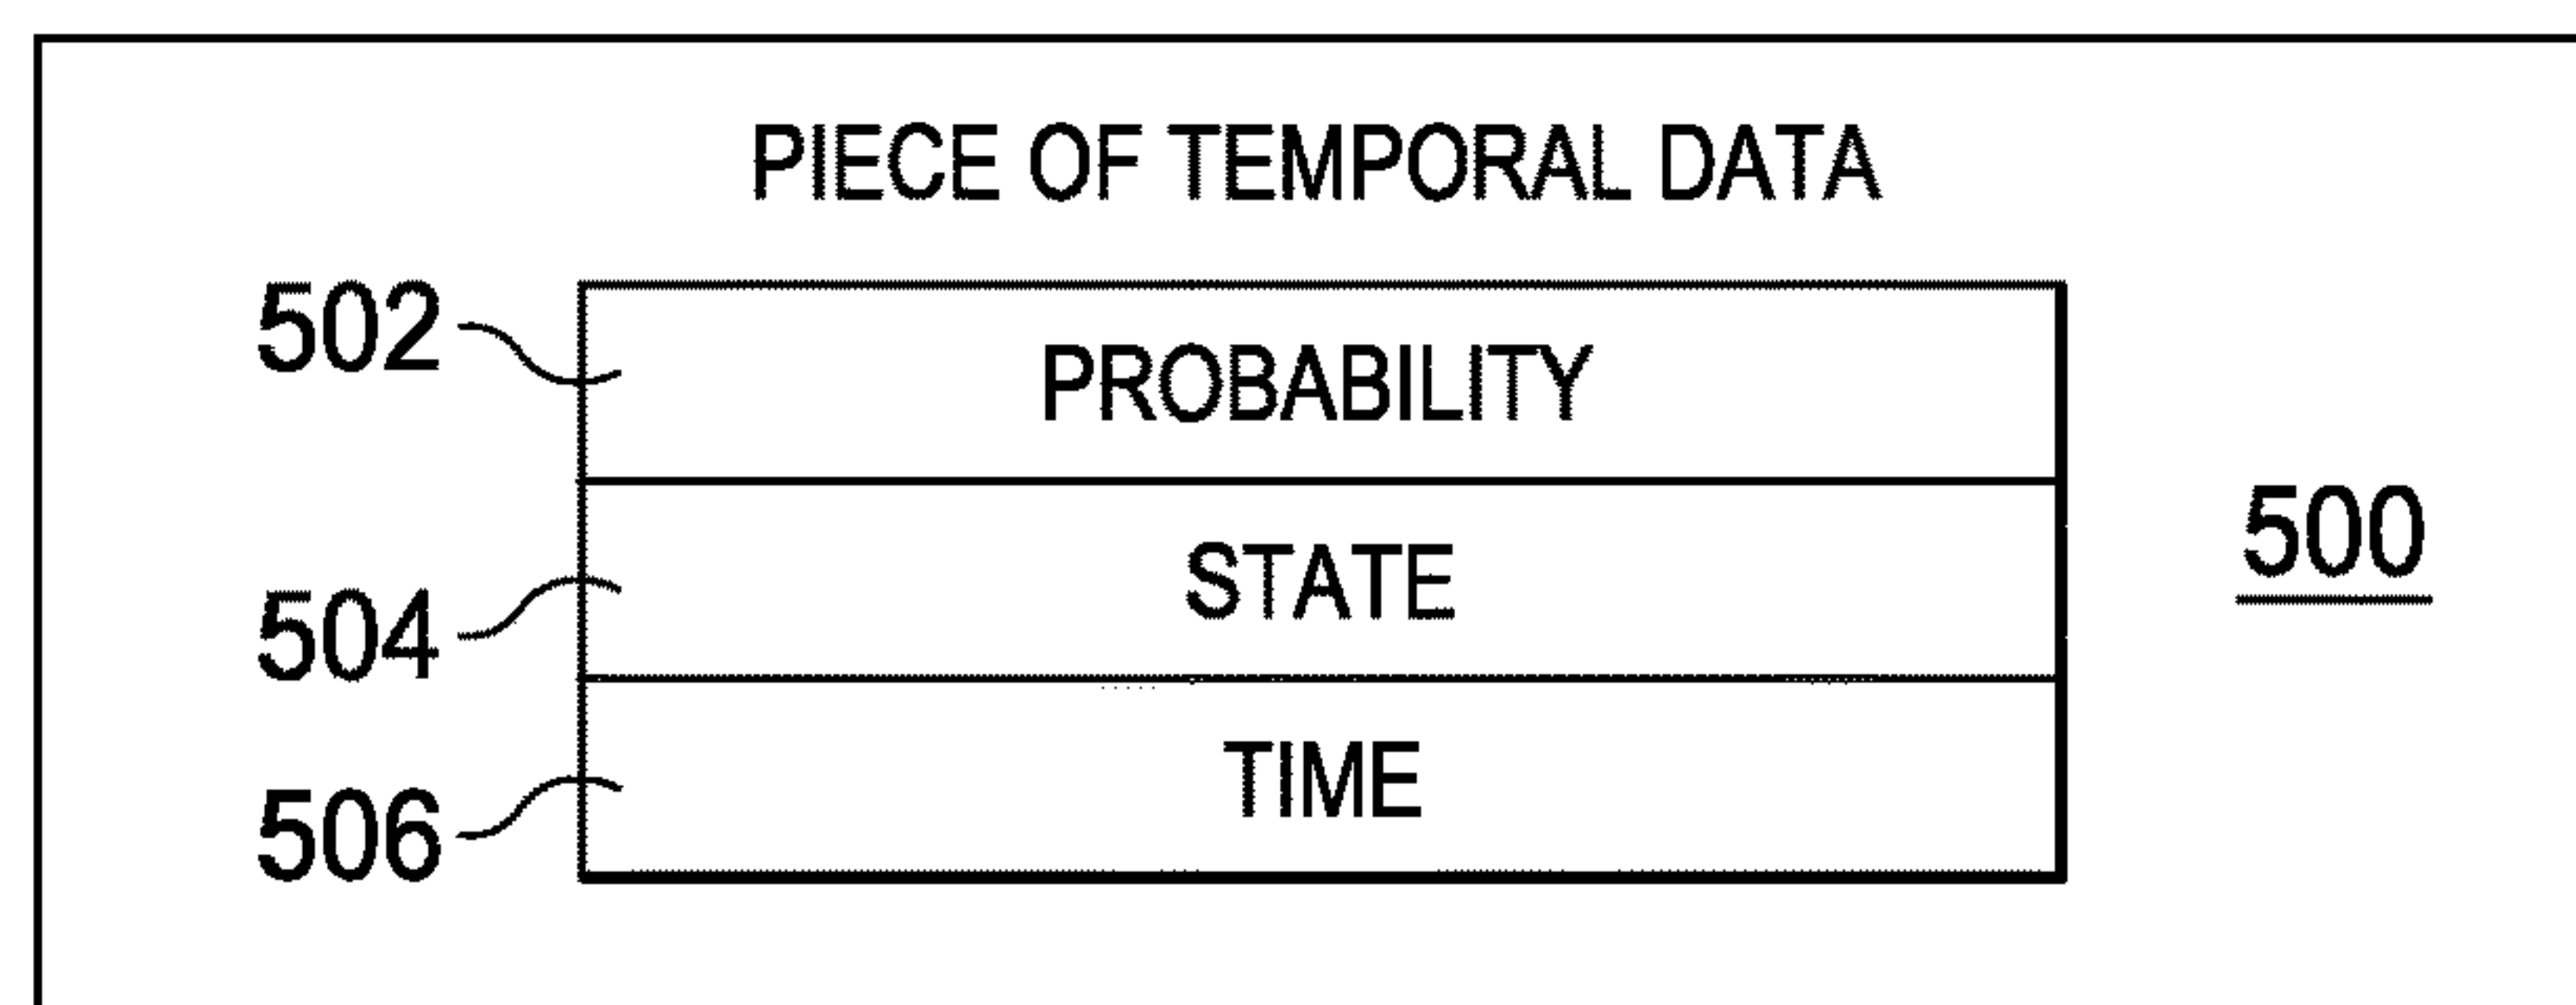 PIECE OF TEMPORAL DATA
502
PROBABILITY
504
STATE
500
506
TIME